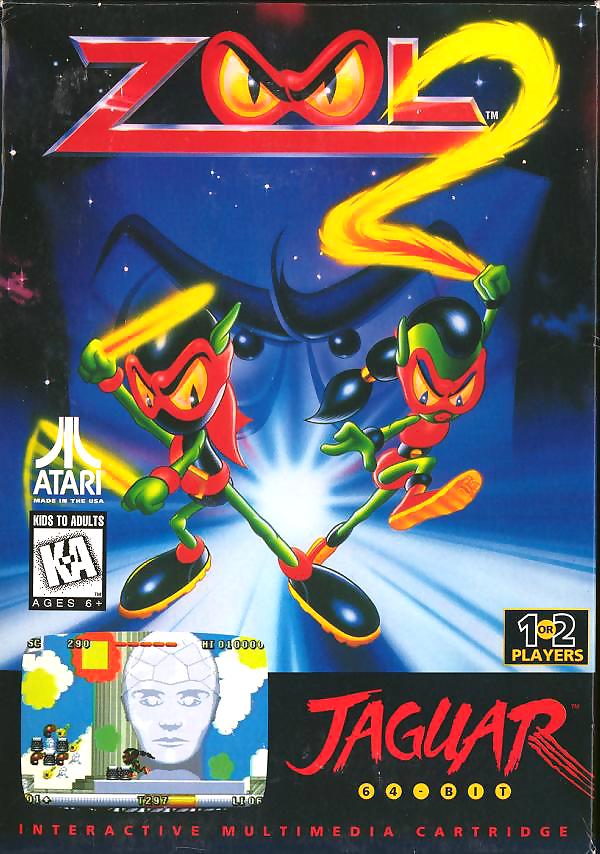 ZOOL 2 ™
ATARI
MADE IN THE USA
KIDS TO ADULTS
K-A ™
AGES 6+
1 OR 2
PLAYERS
SC 290 HI 010000
T297
JAGUAR ™
64-BIT
INTERACTIVE MULTIMEDIA CARTRIDGE